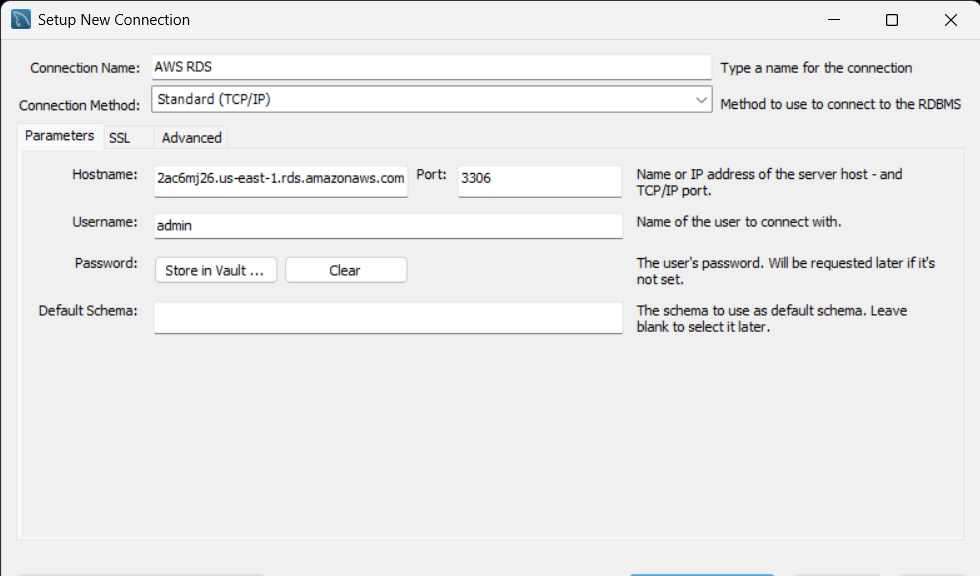 Setup New Connection
Connection Name: AWS RDS Type a name for the connection
Connection Method: Standard (TCP/IP) Method to use to connect to the RDBMS
Parameters SSL Advanced
Hostname: 2ac6mj26.us-east-1.rds.amazonaws.com Port: 3306 Name or IP address of the server host - and
TCP/IP port.
Username: admin Name of the user to connect with.
Password: Store in Vault ... Clear The user's password. Will be requested later if it's
not set.
Default Schema: The schema to use as default schema. Leave
blank to select it later.